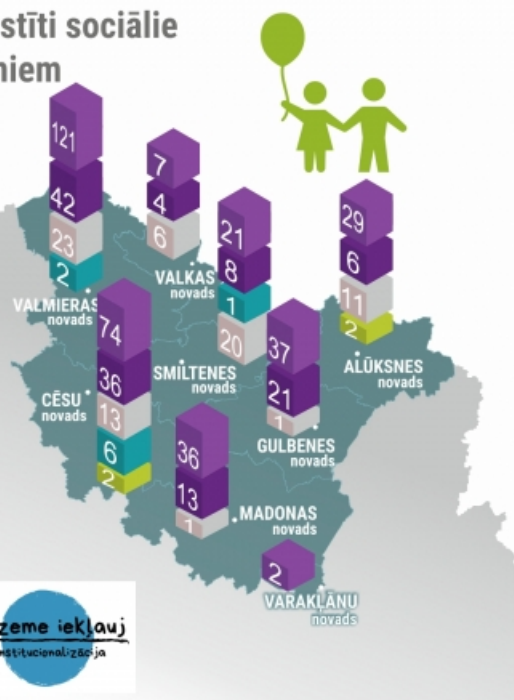 stīti sociālie
niem
121
42
23
2
VALMIERAS
novads
7
4
6
VALKAS
novads
21
8
1
20
SMILTENES
novads
29
6
11
2
ALŪKSNES
novads
74
36
13
6
2
CĒSU
novads
37
21
1
GULBENES
novads
36
13
1
MADONAS
novads
2
VARAKĻĀNU
novads
zeme iekļauj
nstitucionalizācija